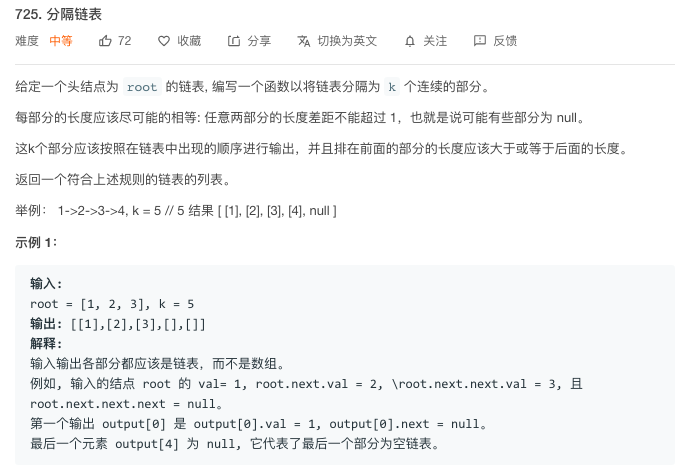 725. 分隔链表
难度 中等 72 收藏 分享 切换为英文 关注 反馈
给定一个头结点为 root 的链表, 编写一个函数以将链表分隔为 k 个连续的部分。
每部分的长度应该尽可能的相等: 任意两部分的长度差距不能超过 1，也就是说可能有些部分为 null。
这k个部分应该按照在链表中出现的顺序进行输出，并且排在前面的部分的长度应该大于或等于后面的长度。
返回一个符合上述规则的链表的列表。
举例： 1->2->3->4, k = 5 // 5 结果 [ [1], [2], [3], [4], null ]
示例 1：
输入:
root = [1, 2, 3], k = 5
输出: [[1],[2],[3],[],[]]
解释:
输入输出各部分都应该是链表，而不是数组。
例如, 输入的结点 root 的 val= 1, root.next.val = 2, \root.next.next.val = 3, 且
root.next.next.next = null。
第一个输出 output[0] 是 output[0].val = 1, output[0].next = null。
最后一个元素 output[4] 为 null, 它代表了最后一个部分为空链表。